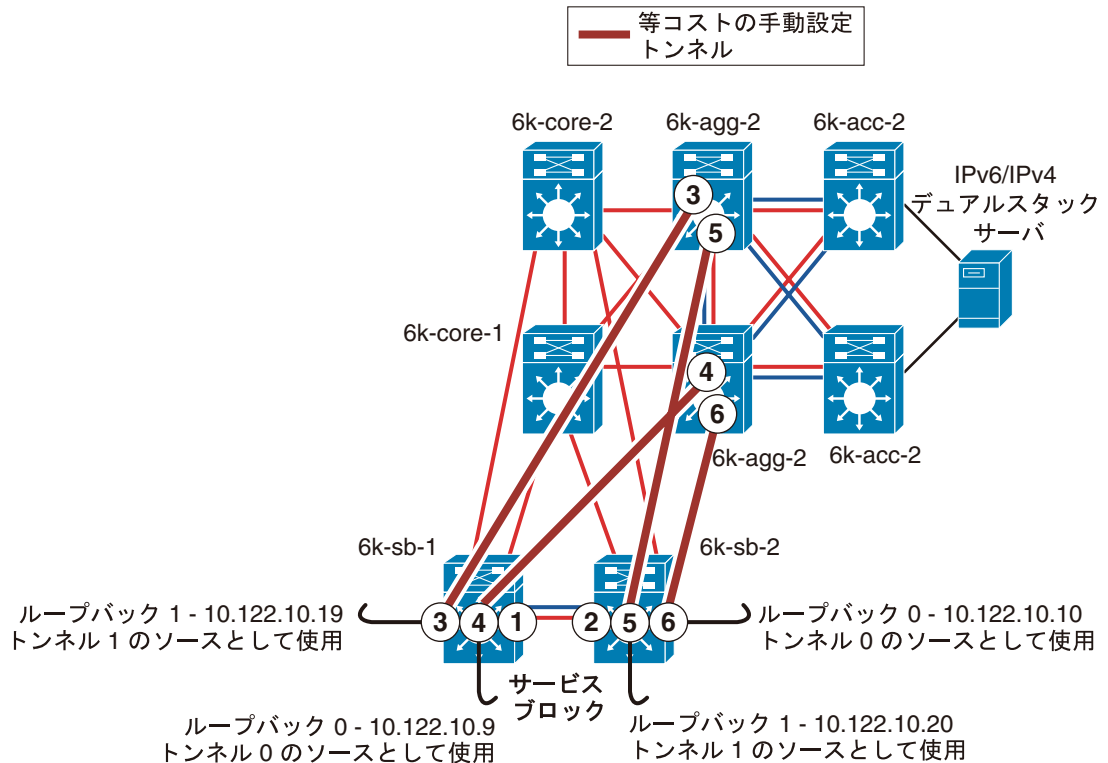 等コストの手動設定
トンネル
6k-core-2
6k-agg-2
6k-acc-2
IPv6/IPv4
デュアルスタック
サーバ
3
5
6k-core-1
4
6
6k-agg-2
6k-acc-2
6k-sb-1
6k-sb-2
ループバック 1 - 10.122.10.19
トンネル 1 のソースとして使用
3
4
1
2
5
6
ループバック 0 - 10.122.10.10
トンネル 0 のソースとして使用
サービス
ブロック
ループバック 0 - 10.122.10.9
トンネル 0 のソースとして使用
ループバック 1 - 10.122.10.20
トンネル 1 のソースとして使用